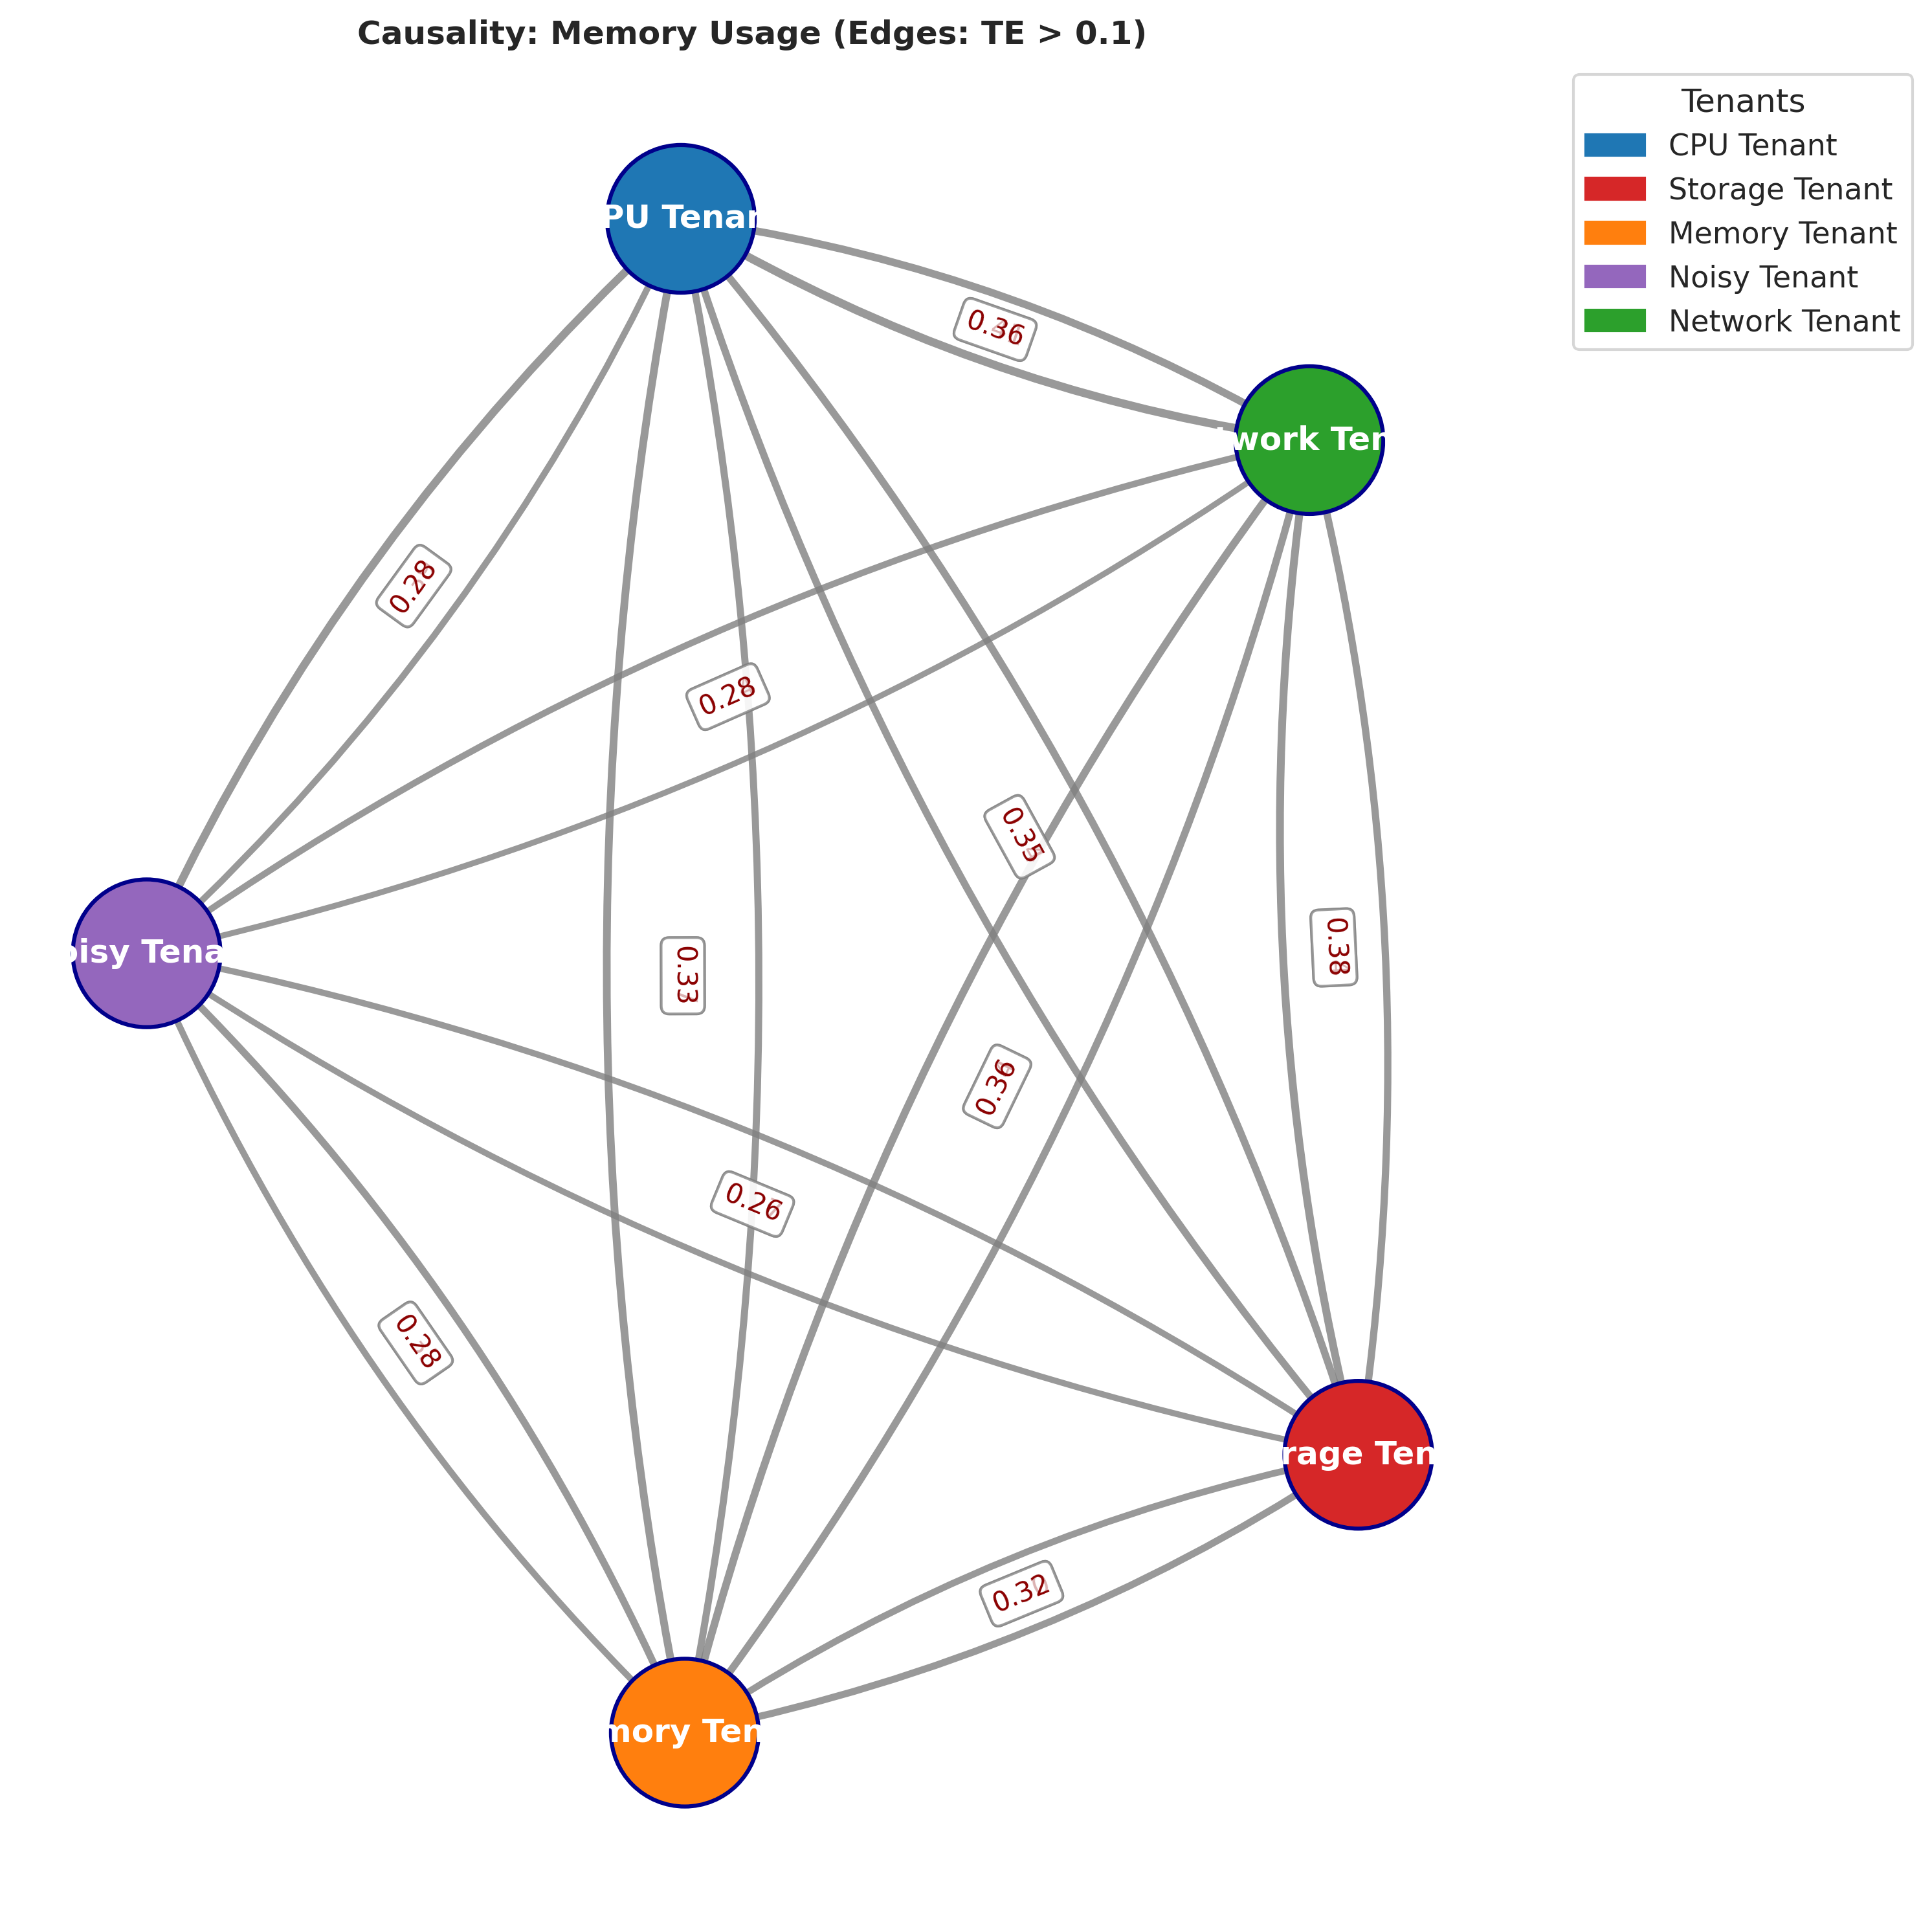 Causality: Memory Usage (Edges: TE > 0.1)
Tenants
CPU Tenant
Storage Tenant
Memory Tenant
Noisy Tenant
Network Tenant
PU Tenan
0.36
work Ten
0.28
0.28
0.35
0.38
oisy Tena
0.33
0.36
0.26
0.28
rage Ten
0.32
mory Ten